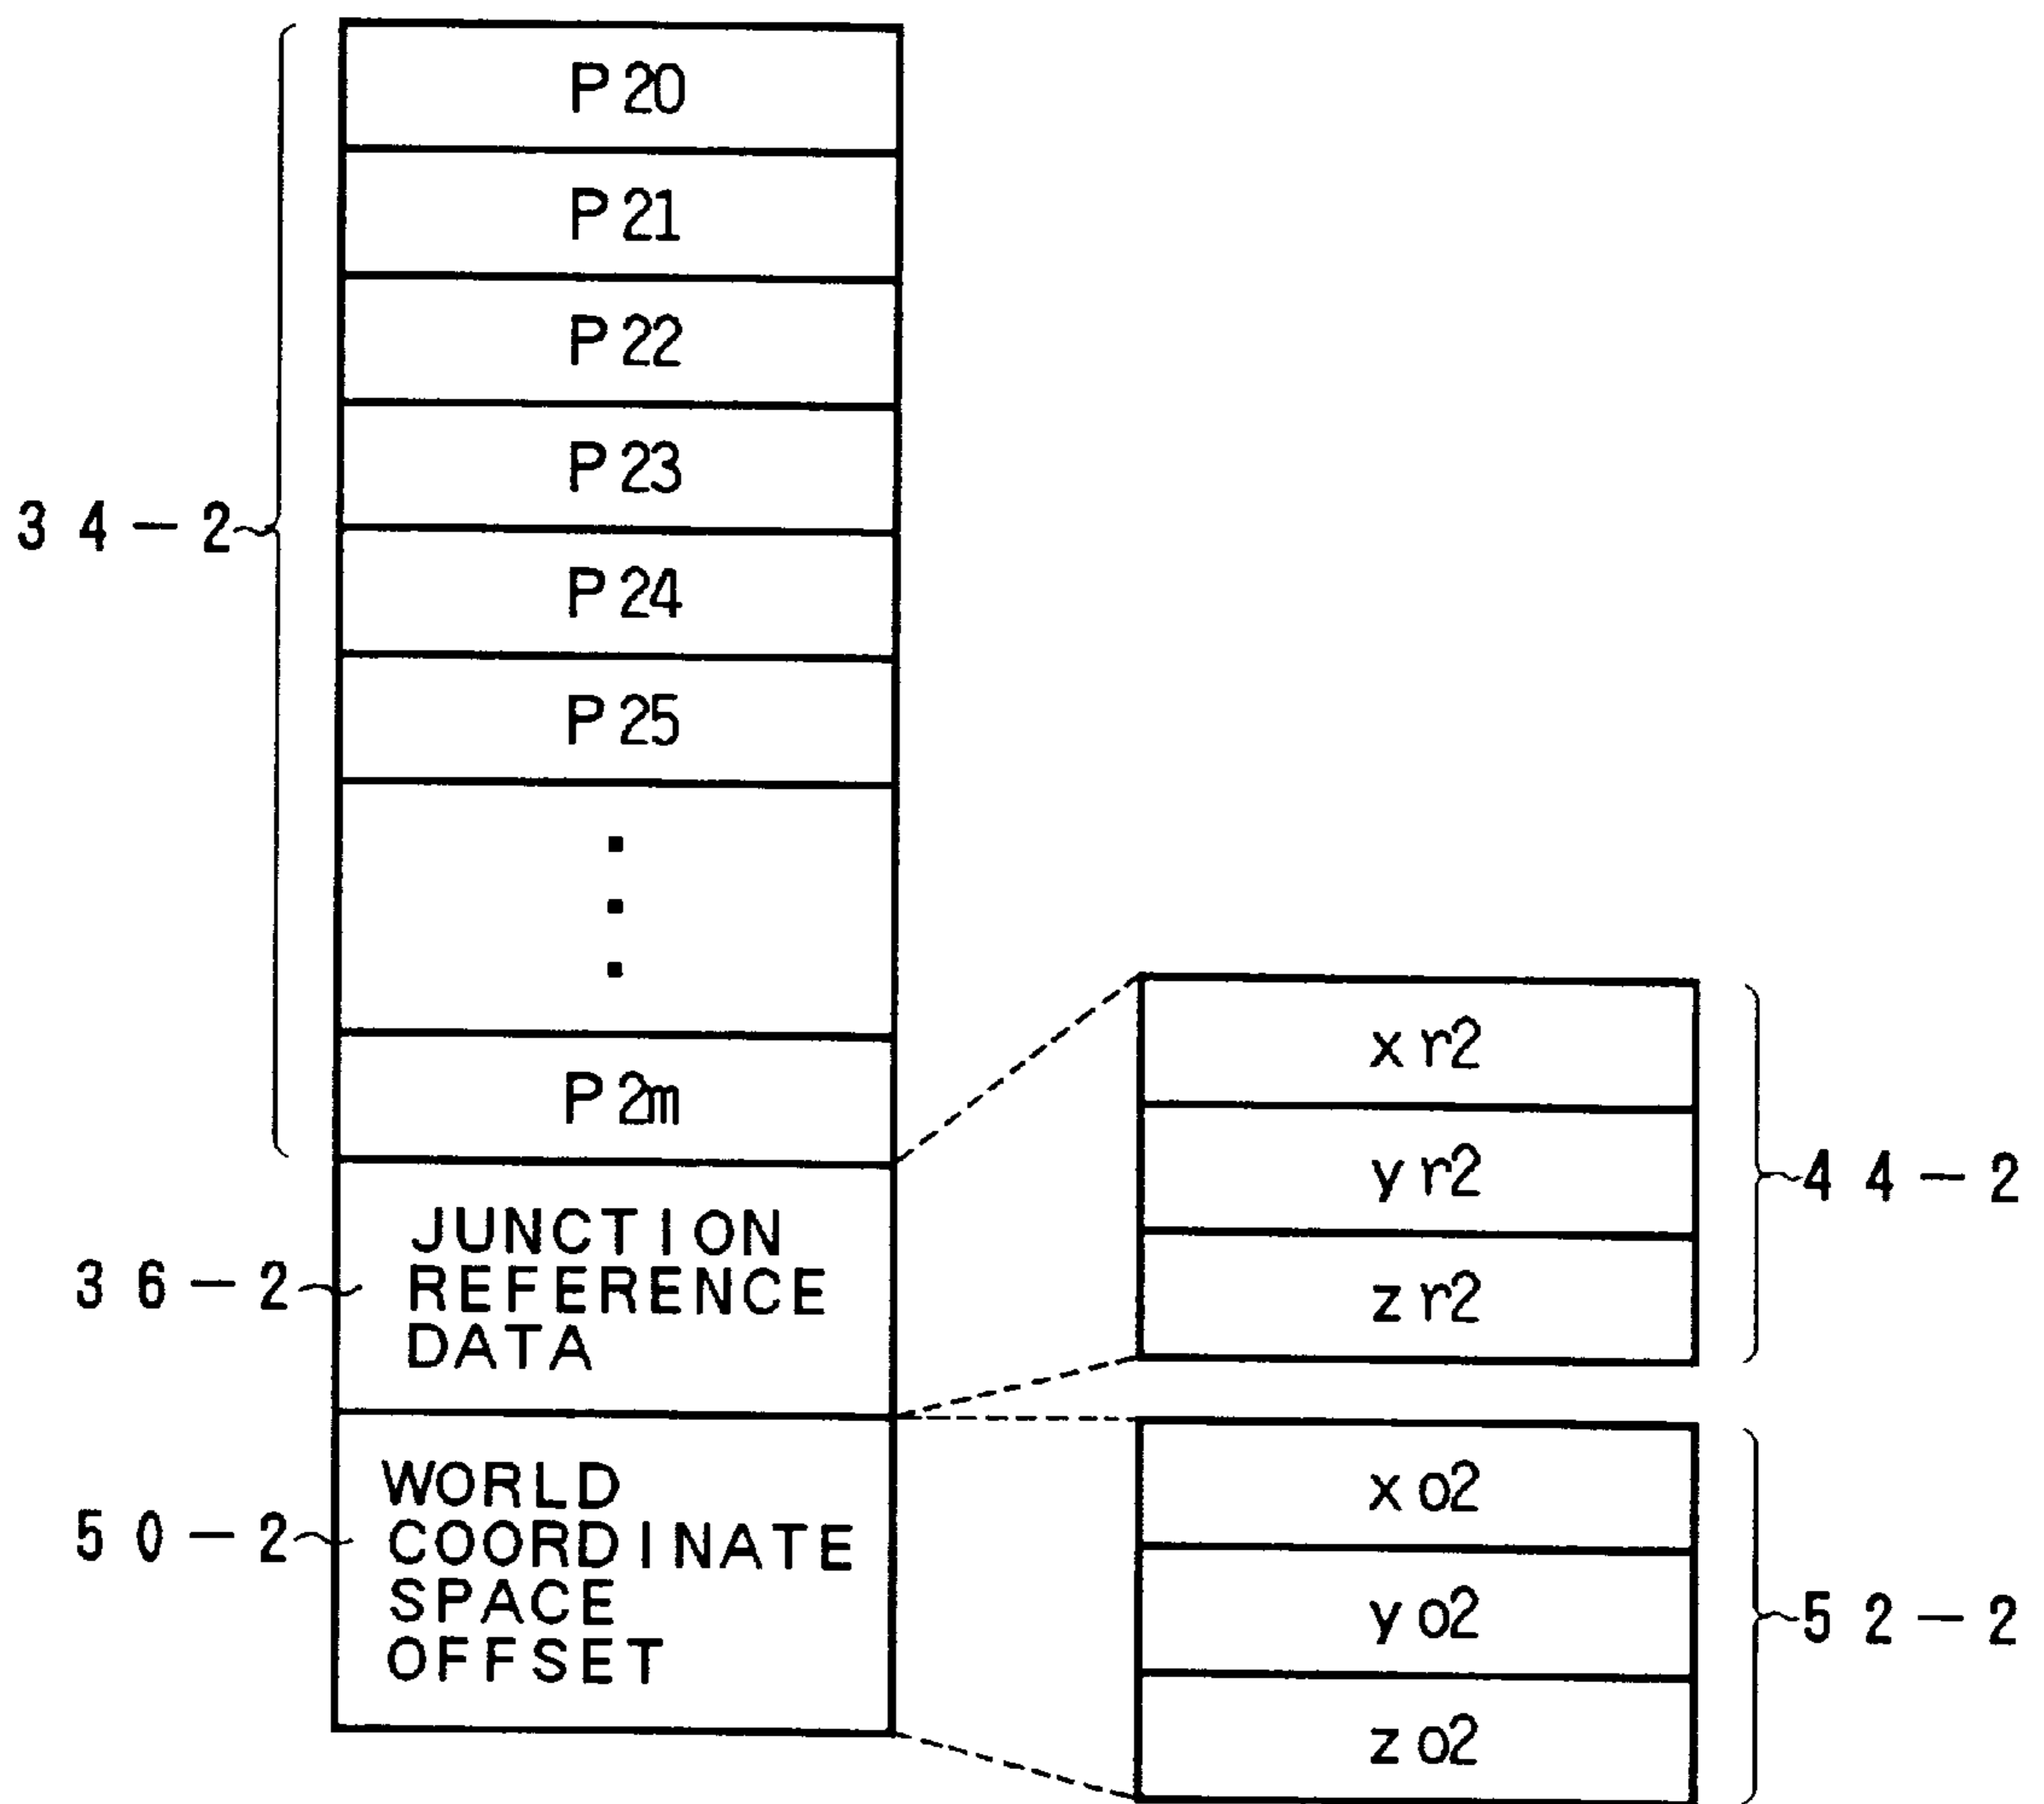 P20
P21
P22
P23
34-2
P24
P25
P2m
JUNCTION
REFERENCE
DATA
36-2
WORLD
COORDINATE
SPACE
OFFSET
50-2
xr2
yr2
zr2
44-2
xo2
yo2
zo2
52-2